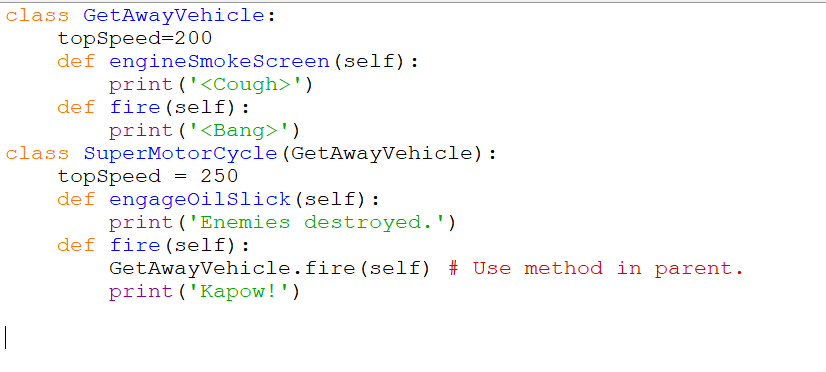 class GetAwayVehicle:
    topSpeed=200
    def engineSmokeScreen(self):
        print('<Cough>')
    def fire(self):
        print('<Bang>')
class SuperMotorCycle(GetAwayVehicle):
    topSpeed = 250
    def engageOilSlick(self):
        print('Enemies destroyed.')
    def fire(self):
        GetAwayVehicle.fire(self) # Use method in parent.
        print('Kapow!')